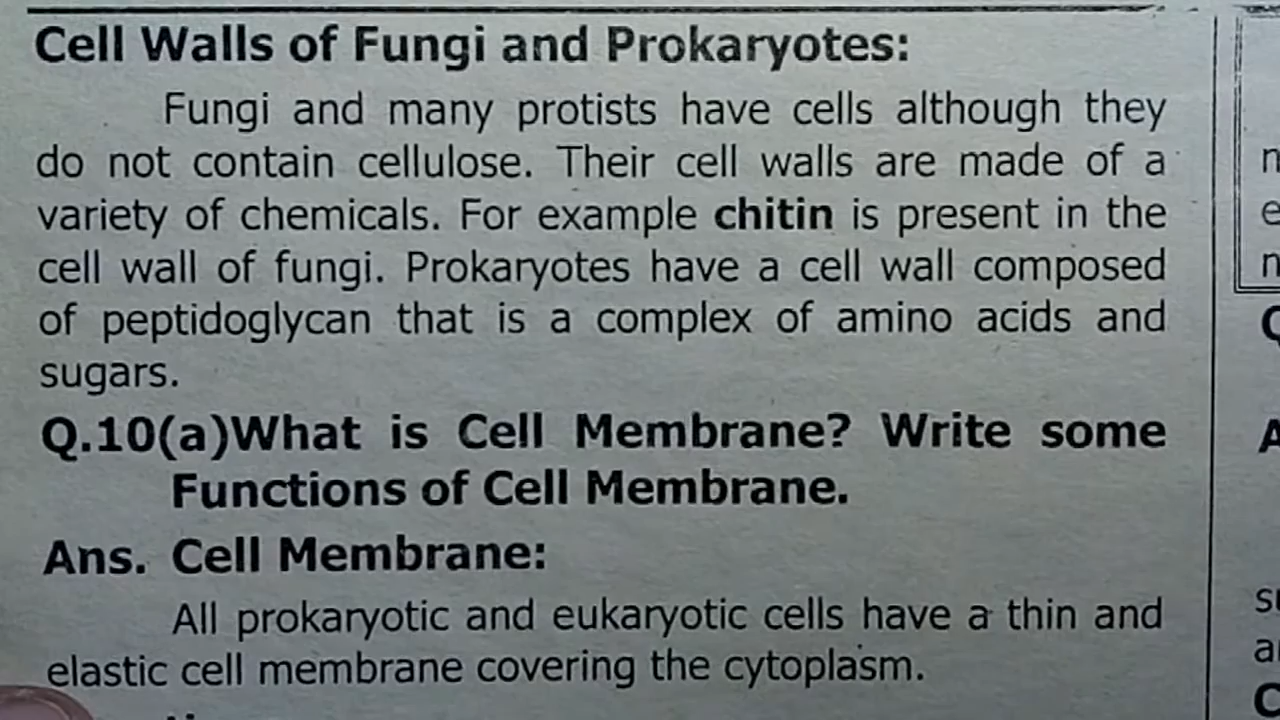 Cell Walls of Fungi and Prokaryotes:
Fungi and many protists have cells although they
do not contain cellulose. Their cell walls are made of a
variety of chemicals. For example chitin is present in the
cell wall of fungi. Prokaryotes have a cell wall composed
of peptidoglycan that is a complex of amino acids and
sugars.
Q.10(a)What is Cell Membrane? Write some
Functions of Cell Membrane.
Ans. Cell Membrane:
All prokaryotic and eukaryotic cells have a thin and
elastic cell membrane covering the cytoplasm.